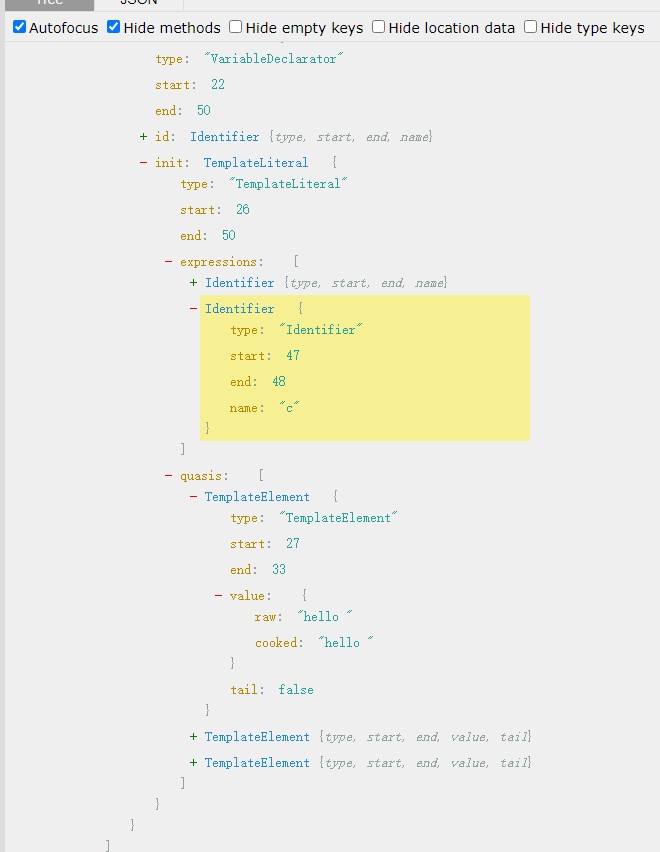 Tree JSON
Autofocus Hide methods Hide empty keys Hide location data Hide type keys
type: "VariableDeclarator"
start: 22
end: 50
+ id: Identifier {type, start, end, name}
- init: TemplateLiteral {
type: "TemplateLiteral"
start: 26
end: 50
- expressions: [
+ Identifier {type, start, end, name}
- Identifier {
type: "Identifier"
start: 47
end: 48
name: "c"
}
]
- quasis: [
- TemplateElement {
type: "TemplateElement"
start: 27
end: 33
- value: {
raw: "hello "
cooked: "hello "
}
tail: false
}
+ TemplateElement {type, start, end, value, tail}
+ TemplateElement {type, start, end, value, tail}
]
}
}
]